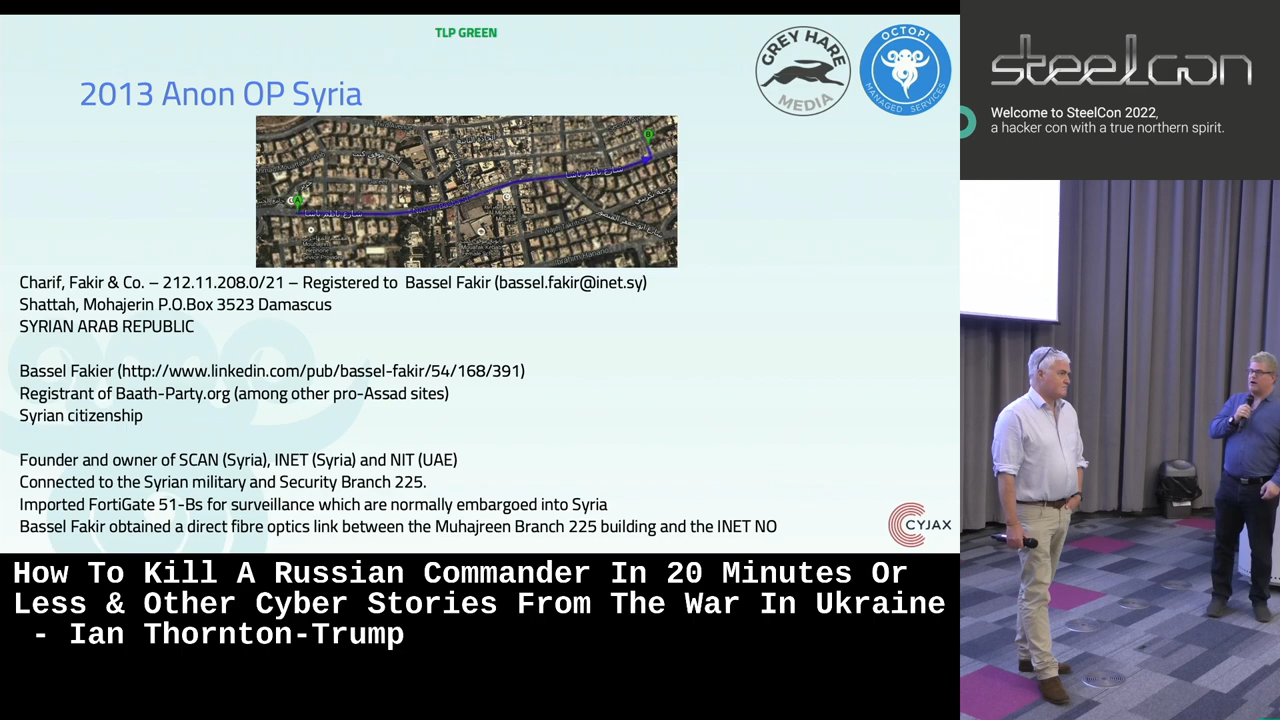 TLP GREEN
GREY HARE
MEDIA
OCTOPI
MANAGED SERVICES
steelcon
Welcome to SteelCon 2022,
a hacker con with a true northern spirit.
2013 Anon OP Syria
B
A
شارع ناظم باشا
شارع ناظم باشا
Charif, Fakir & Co. – 212.11.208.0/21 – Registered to Bassel Fakir (bassel.fakir@inet.sy)
Shattah, Mohajerin P.O.Box 3523 Damascus
SYRIAN ARAB REPUBLIC
Bassel Fakier (http://www.linkedin.com/pub/bassel-fakir/54/168/391)
Registrant of Baath-Party.org (among other pro-Assad sites)
Syrian citizenship
Founder and owner of SCAN (Syria), INET (Syria) and NIT (UAE)
Connected to the Syrian military and Security Branch 225.
Imported FortiGate 51-Bs for surveillance which are normally embargoed into Syria
Bassel Fakir obtained a direct fibre optics link between the Muhajreen Branch 225 building and the INET NO
CYJAX
How To Kill A Russian Commander In 20 Minutes Or
Less & Other Cyber Stories From The War In Ukraine
- Ian Thornton-Trump